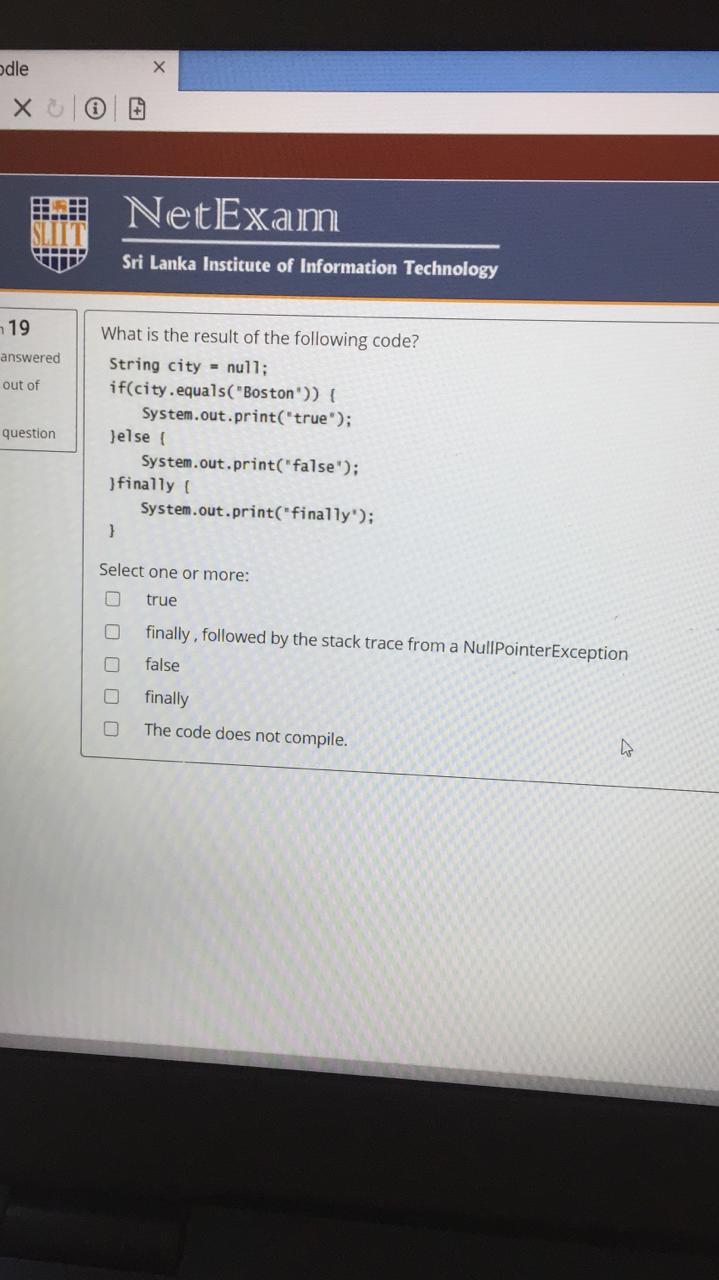 odle
NetExam
SLIIT
Sri Lanka Institute of Information Technology
19
answered
out of
question
What is the result of the following code?
String city = null;
if(city.equals("Boston")) {
System.out.print("true");
}else {
System.out.print("false");
}finally {
System.out.print("finally");
}
Select one or more:
true
finally , followed by the stack trace from a NullPointerException
false
finally
The code does not compile.